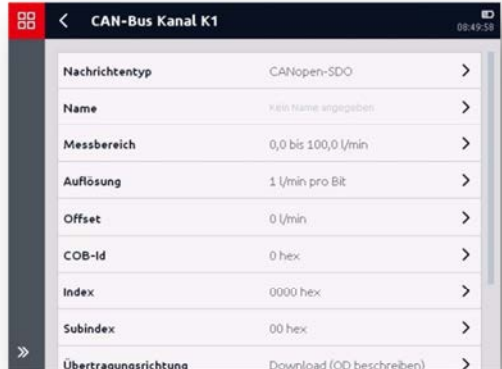 CAN-Bus Kanal K1
08:49:58
Nachrichtentyp CANopen-SDO
Name Kein Name angegeben
Messbereich 0,0 bis 100,0 l/min
Auflösung 1 l/min pro Bit
Offset 0 l/min
COB-Id 0 hex
Index 0000 hex
Subindex 00 hex
Übertragungsrichtung Download (OD beschreiben)